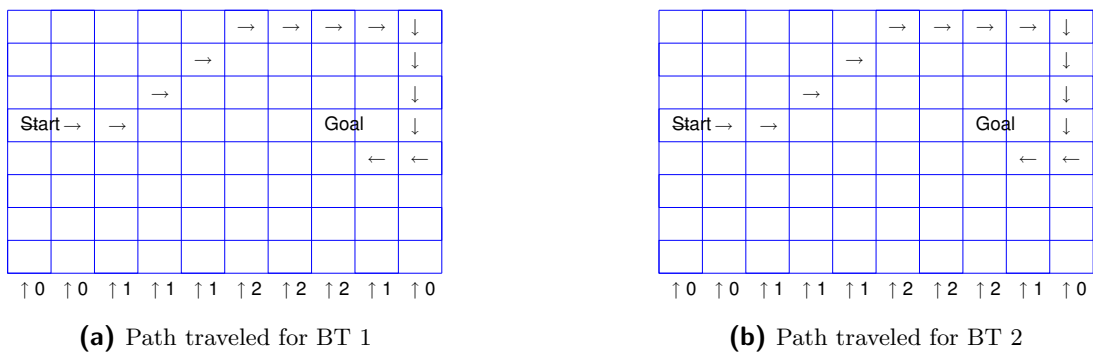 → → → → ↓
→ ↓
→ ↓
Start → → Goal ↓
← ←
↑ 0 ↑ 0 ↑ 1 ↑ 1 ↑ 1 ↑ 2 ↑ 2 ↑ 2 ↑ 1 ↑ 0
(a) Path traveled for BT 1
→ → → → ↓
→ ↓
→ ↓
Start → → Goal ↓
← ←
↑ 0 ↑ 0 ↑ 1 ↑ 1 ↑ 1 ↑ 2 ↑ 2 ↑ 2 ↑ 1 ↑ 0
(b) Path traveled for BT 2